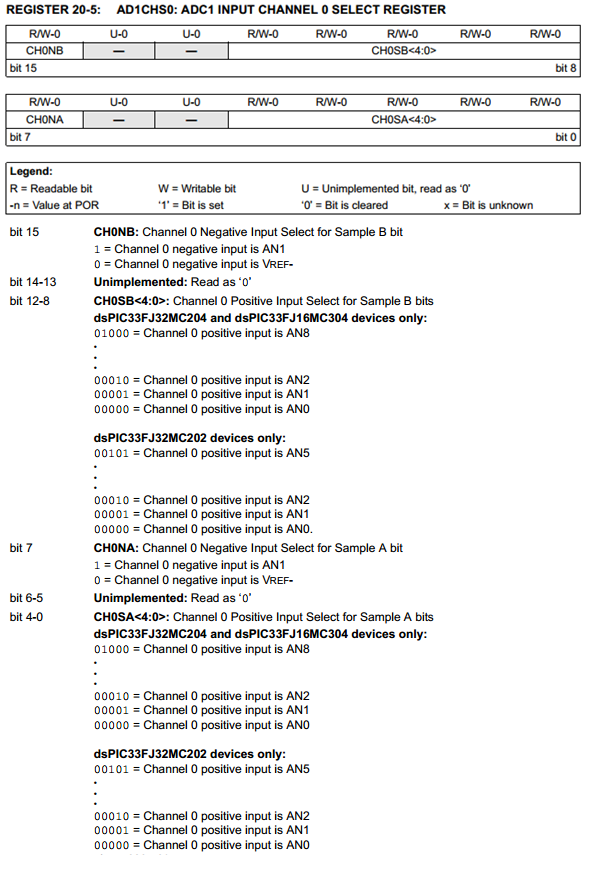 REGISTER 20-5: AD1CHS0: ADC1 INPUT CHANNEL 0 SELECT REGISTER
R/W-0 U-0 U-0 R/W-0 R/W-0 R/W-0 R/W-0 R/W-0
CH0NB — — CH0SB<4:0>
bit 15 bit 8
R/W-0 U-0 U-0 R/W-0 R/W-0 R/W-0 R/W-0 R/W-0
CH0NA — — CH0SA<4:0>
bit 7 bit 0
Legend:
R = Readable bit W = Writable bit U = Unimplemented bit, read as ‘0’
-n = Value at POR ‘1’ = Bit is set ‘0’ = Bit is cleared x = Bit is unknown
bit 15 CH0NB: Channel 0 Negative Input Select for Sample B bit
1 = Channel 0 negative input is AN1
0 = Channel 0 negative input is VREF-
bit 14-13 Unimplemented: Read as ‘0’
bit 12-8 CH0SB<4:0>: Channel 0 Positive Input Select for Sample B bits
dsPIC33FJ32MC204 and dsPIC33FJ16MC304 devices only:
01000 = Channel 0 positive input is AN8
•
•
•
00010 = Channel 0 positive input is AN2
00001 = Channel 0 positive input is AN1
00000 = Channel 0 positive input is AN0
dsPIC33FJ32MC202 devices only:
00101 = Channel 0 positive input is AN5
•
•
•
00010 = Channel 0 positive input is AN2
00001 = Channel 0 positive input is AN1
00000 = Channel 0 positive input is AN0.
bit 7 CH0NA: Channel 0 Negative Input Select for Sample A bit
1 = Channel 0 negative input is AN1
0 = Channel 0 negative input is VREF-
bit 6-5 Unimplemented: Read as ‘0’
bit 4-0 CH0SA<4:0>: Channel 0 Positive Input Select for Sample A bits
dsPIC33FJ32MC204 and dsPIC33FJ16MC304 devices only:
01000 = Channel 0 positive input is AN8
•
•
•
00010 = Channel 0 positive input is AN2
00001 = Channel 0 positive input is AN1
00000 = Channel 0 positive input is AN0
dsPIC33FJ32MC202 devices only:
00101 = Channel 0 positive input is AN5
•
•
•
00010 = Channel 0 positive input is AN2
00001 = Channel 0 positive input is AN1
00000 = Channel 0 positive input is AN0